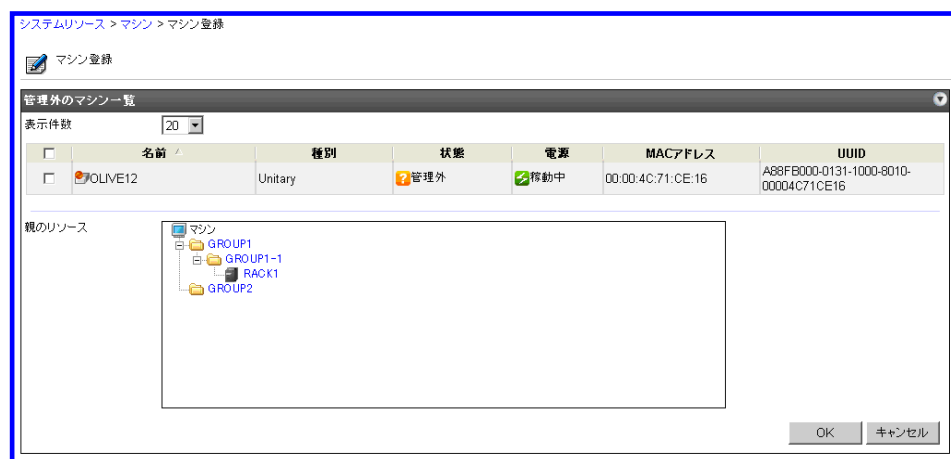 システムリソース > マシン > マシン登録
マシン登録
管理外のマシン一覧
表示件数 20
名前 種別 状態 電源 MACアドレス UUID
OLIVE12 Unitary 管理外 稼動中 00:00:4C:71:CE:16 A88FB000-0131-1000-8010-
00004C71CE16
親のリソース マシン
GROUP1
GROUP1-1
RACK1
GROUP2
OK キャンセル